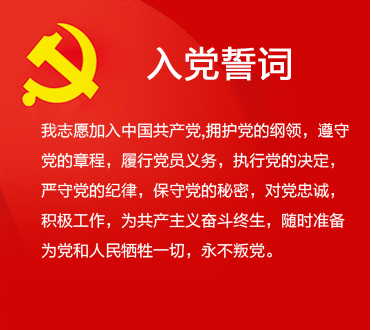 入党誓词
我志愿加入中国共产党,拥护党的纲领，遵守
党的章程，履行党员义务，执行党的决定，
严守党的纪律，保守党的秘密，对党忠诚，
积极工作，为共产主义奋斗终生，随时准备
为党和人民牺牲一切，永不叛党。